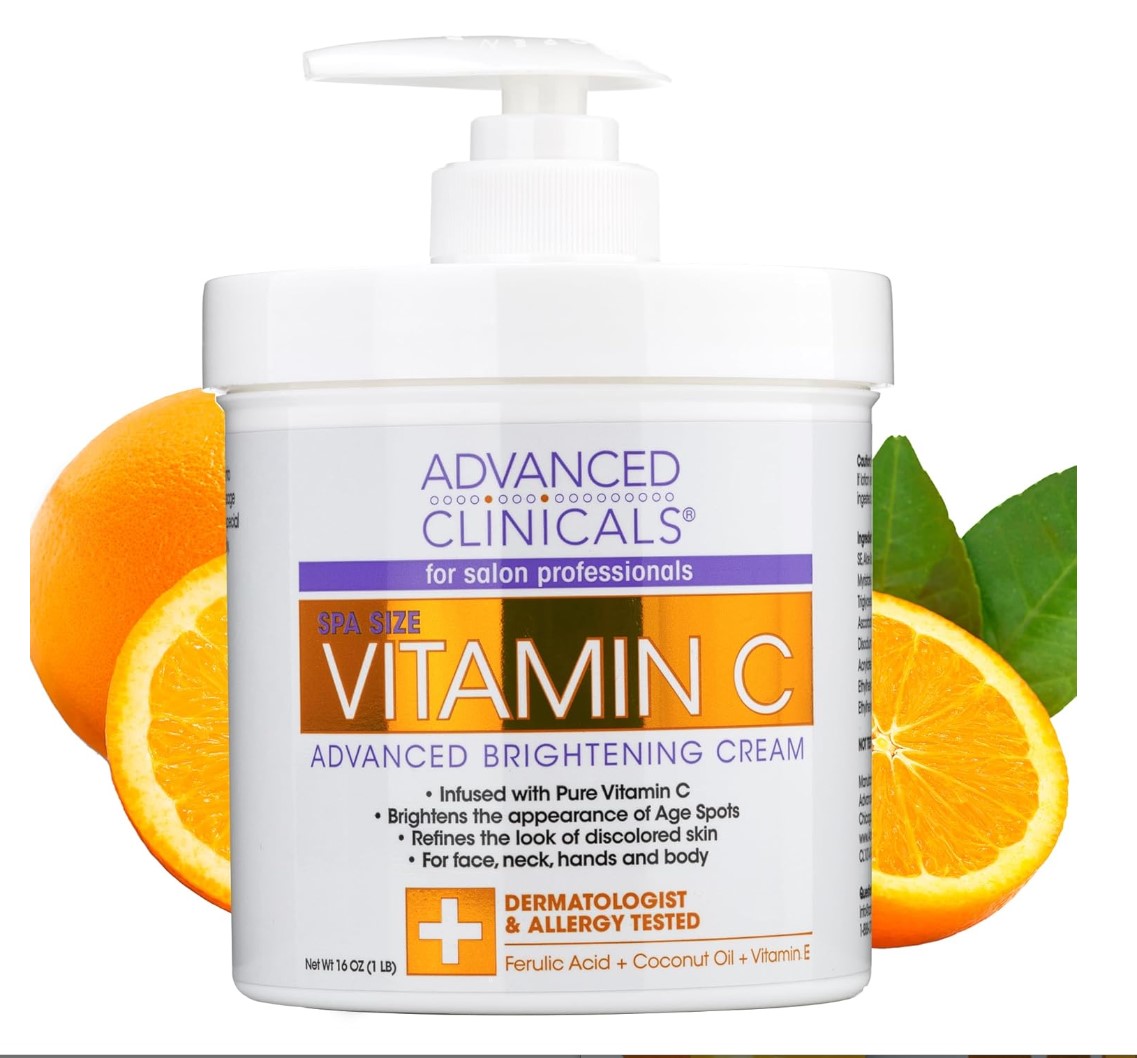 ADVANCED
CLINICALS®
for salon professionals
SPA SIZE
VITAMIN C
ADVANCED BRIGHTENING CREAM
• Infused with Pure Vitamin C
• Brightens the appearance of Age Spots
• Refines the look of discolored skin
• For face, neck, hands and body
DERMATOLOGIST
& ALLERGY TESTED
Ferulic Acid + Coconut Oil + Vitamin E
Net Wt 16 OZ (1 LB)